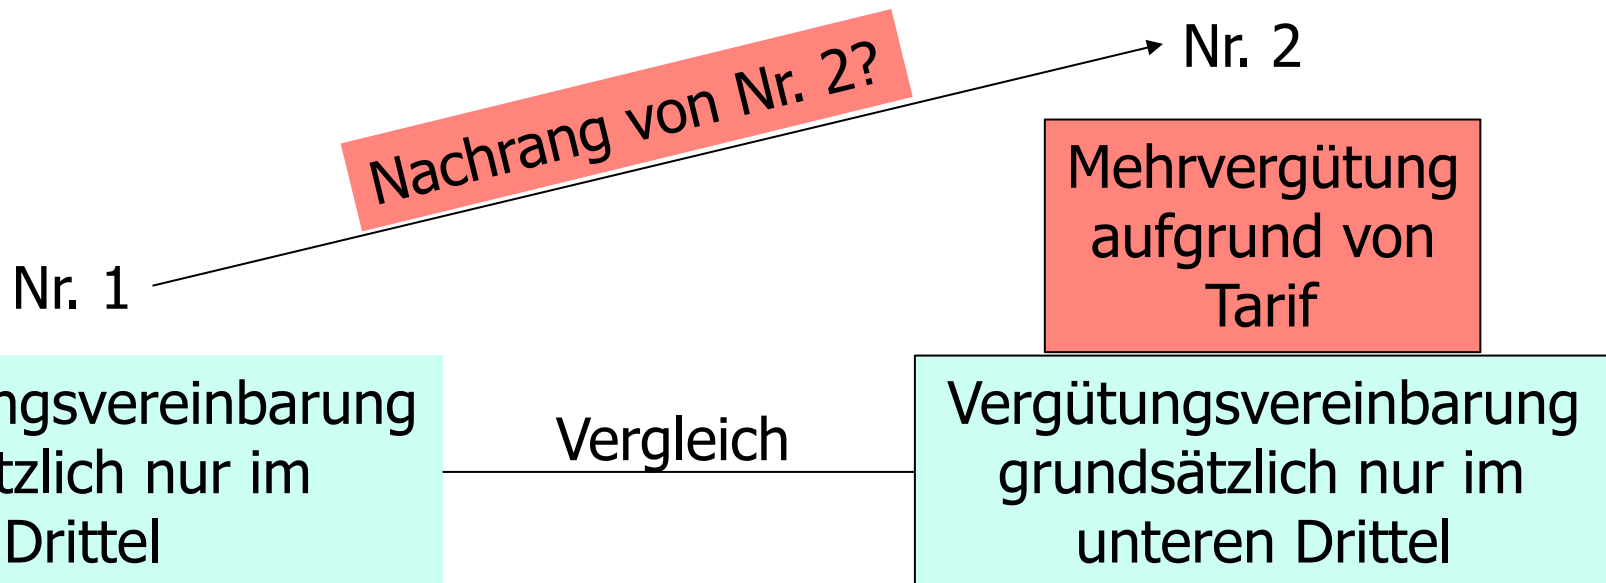 Nachrang von Nr. 2?
Nr. 2
Mehrvergütung
aufgrund von
Tarif
Nr. 1
ngsvereinbarung
tzlich nur im
Drittel
Vergleich
Vergütungsvereinbarung
grundsätzlich nur im
unteren Drittel